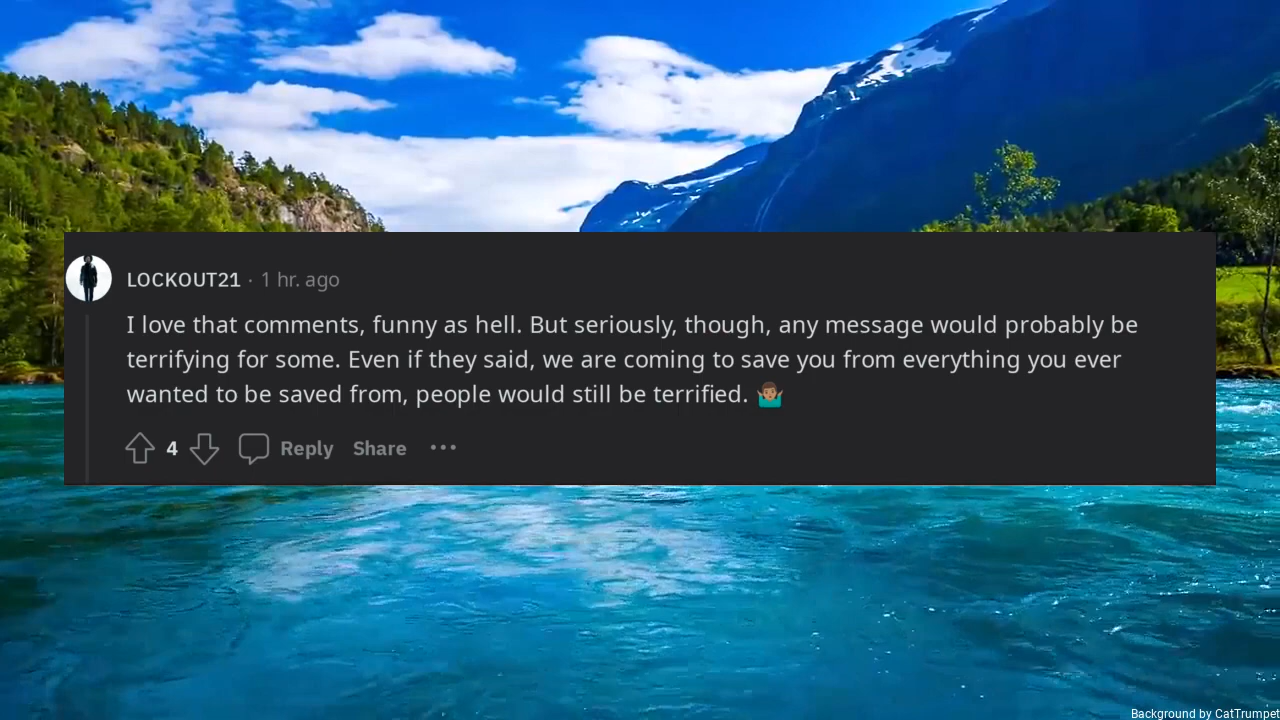 LOCKOUT21 · 1 hr. ago
I love that comments, funny as hell. But seriously, though, any message would probably be
terrifying for some. Even if they said, we are coming to save you from everything you ever
wanted to be saved from, people would still be terrified. 🤷🏽‍♂️
4 Reply Share ···
Background by CatTrumpet